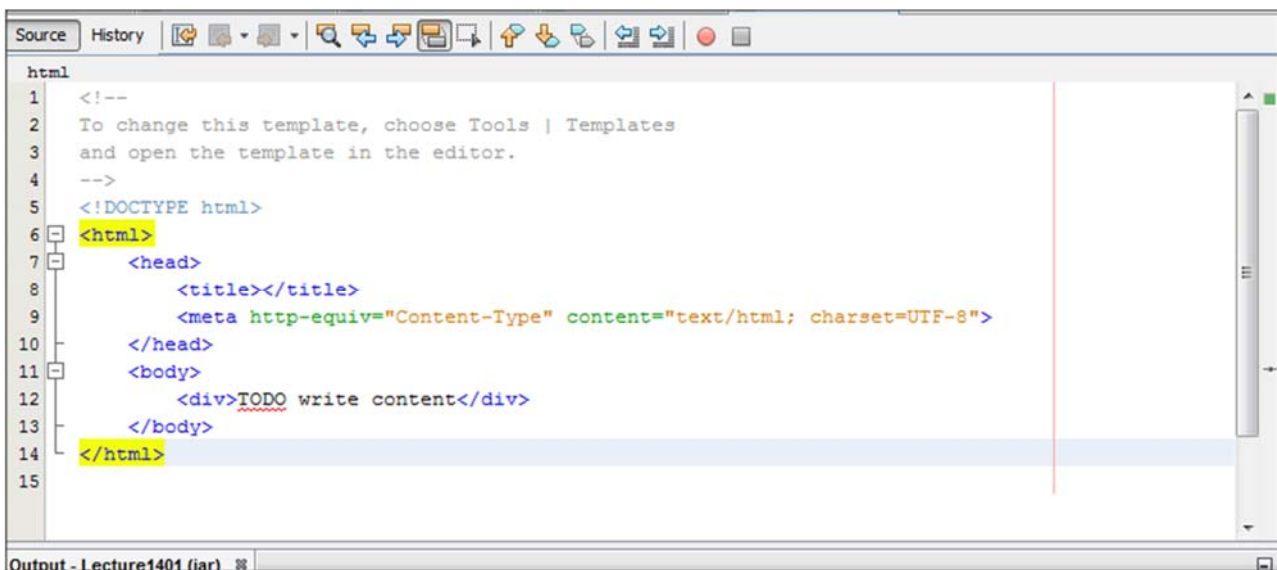 Source History
html
1 <!--
2 To change this template, choose Tools | Templates
3 and open the template in the editor.
4 -->
5 <!DOCTYPE html>
6 <html>
7 <head>
8 <title></title>
9 <meta http-equiv="Content-Type" content="text/html; charset=UTF-8">
10 </head>
11 <body>
12 <div>TODO write content</div>
13 </body>
14 </html>
15
Output - Lecture1401 (jar)